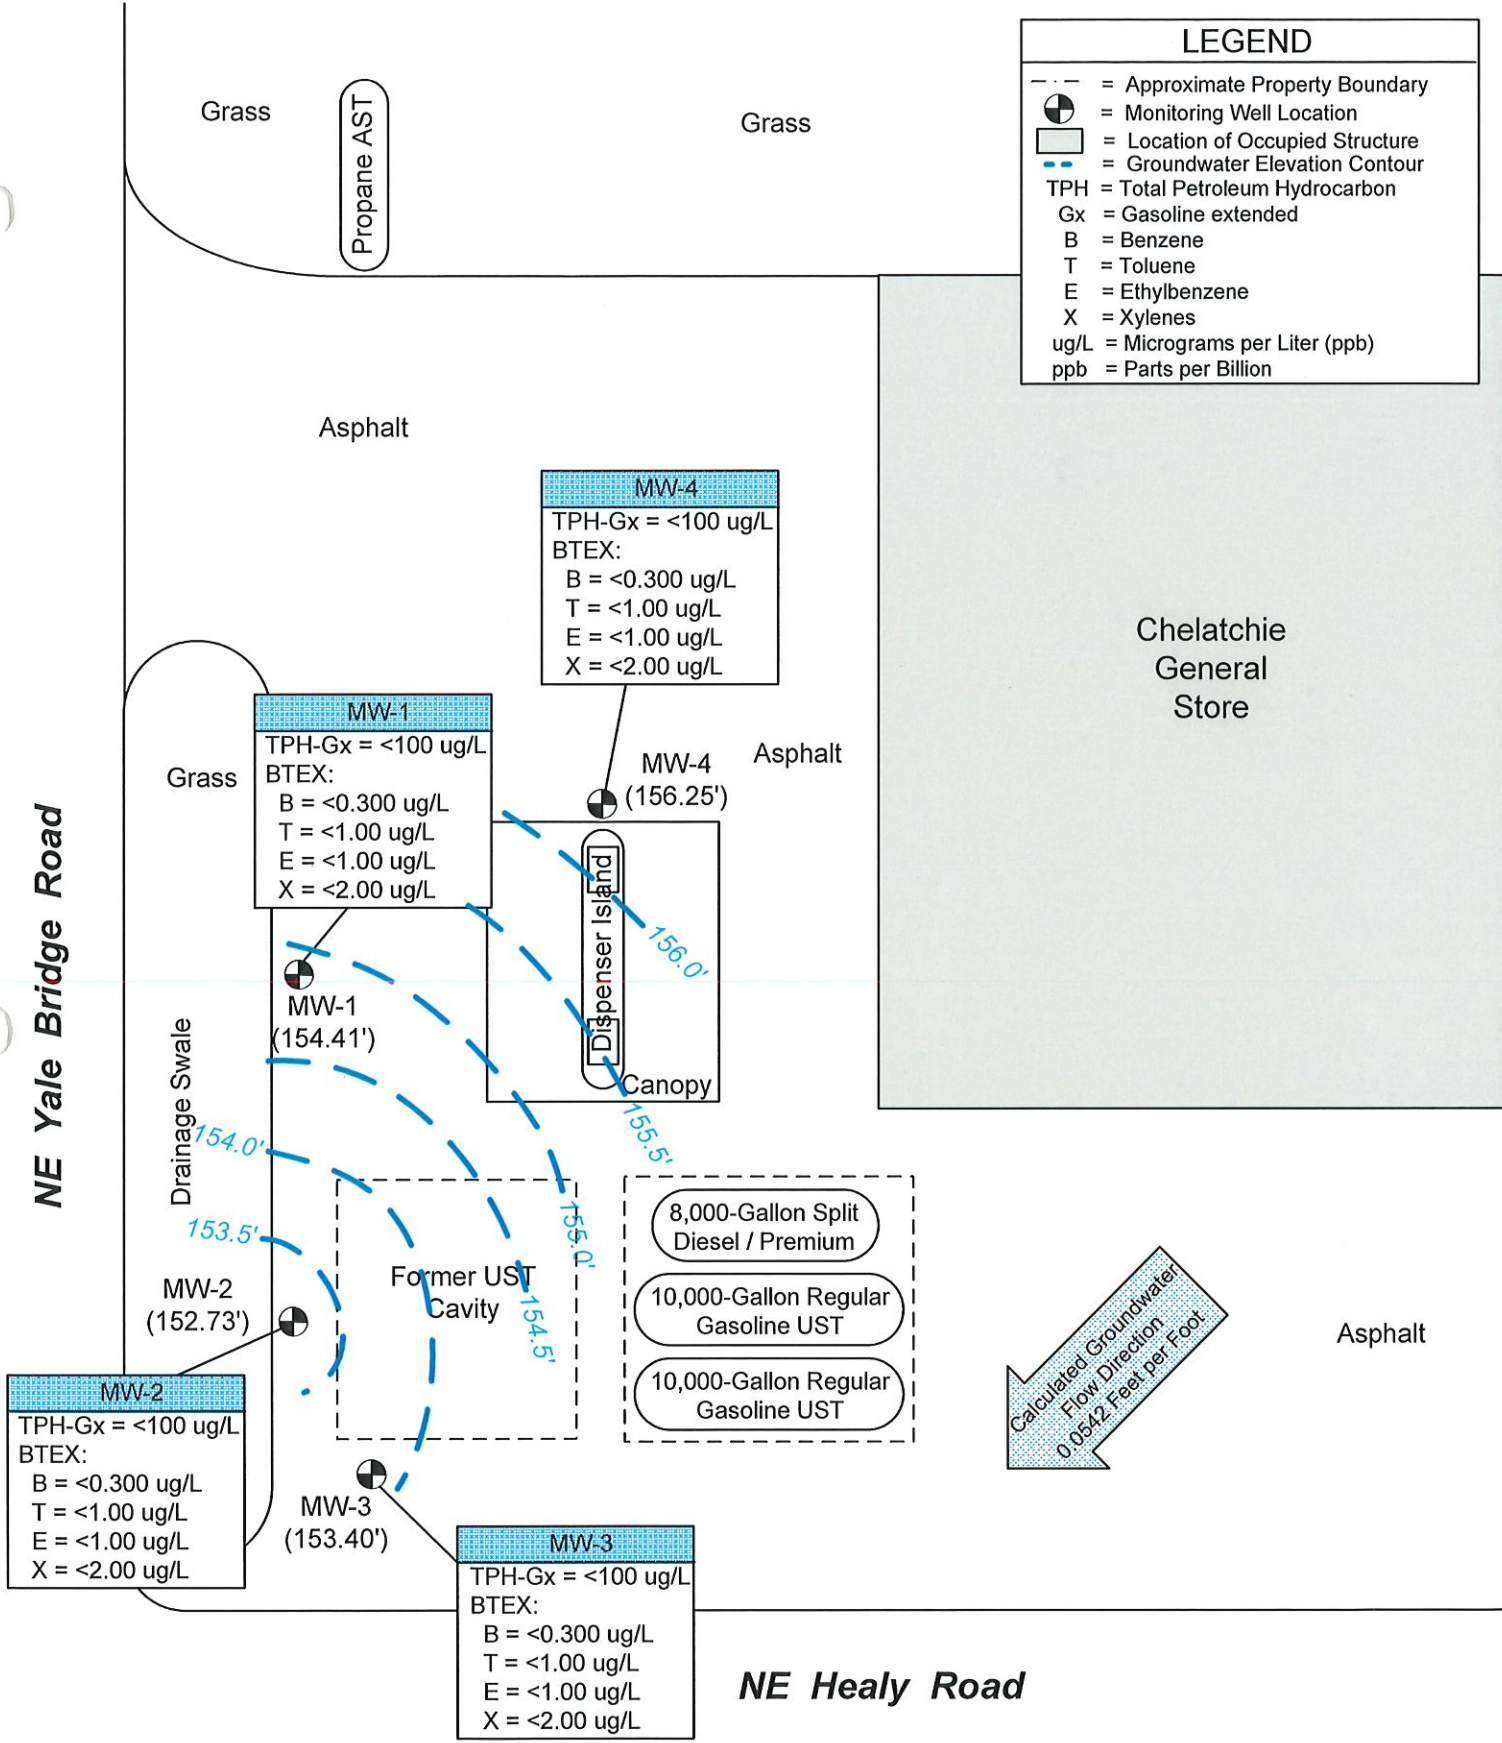 LEGEND
= Approximate Property Boundary
= Monitoring Well Location
= Location of Occupied Structure
= Groundwater Elevation Contour
TPH = Total Petroleum Hydrocarbon
Gx = Gasoline extended
B = Benzene
T = Toluene
E = Ethylbenzene
X = Xylenes
ug/L = Micrograms per Liter (ppb)
ppb = Parts per Billion
Grass
Propane AST
Grass
Asphalt
MW-4
TPH-Gx = <100 ug/L
BTEX:
B = <0.300 ug/L
T = <1.00 ug/L
E = <1.00 ug/L
X = <2.00 ug/L
Chelatchie
General
Store
MW-1
TPH-Gx = <100 ug/L
BTEX:
B = <0.300 ug/L
T = <1.00 ug/L
E = <1.00 ug/L
X = <2.00 ug/L
Grass
MW-4
(156.25')
Asphalt
NE Yale Bridge Road
Dispenser Island
156.0'
MW-1
(154.41')
Drainage Swale
Canopy
155.5'
154.0'
153.5'
155.0'
154.5'
Former UST
Cavity
8,000-Gallon Split
Diesel / Premium
10,000-Gallon Regular
Gasoline UST
10,000-Gallon Regular
Gasoline UST
Calculated Groundwater
Flow Direction
0.0542 Feet per Foot
Asphalt
MW-2
(152.73')
MW-2
TPH-Gx = <100 ug/L
BTEX:
B = <0.300 ug/L
T = <1.00 ug/L
E = <1.00 ug/L
X = <2.00 ug/L
MW-3
(153.40')
MW-3
TPH-Gx = <100 ug/L
BTEX:
B = <0.300 ug/L
T = <1.00 ug/L
E = <1.00 ug/L
X = <2.00 ug/L
NE Healy Road